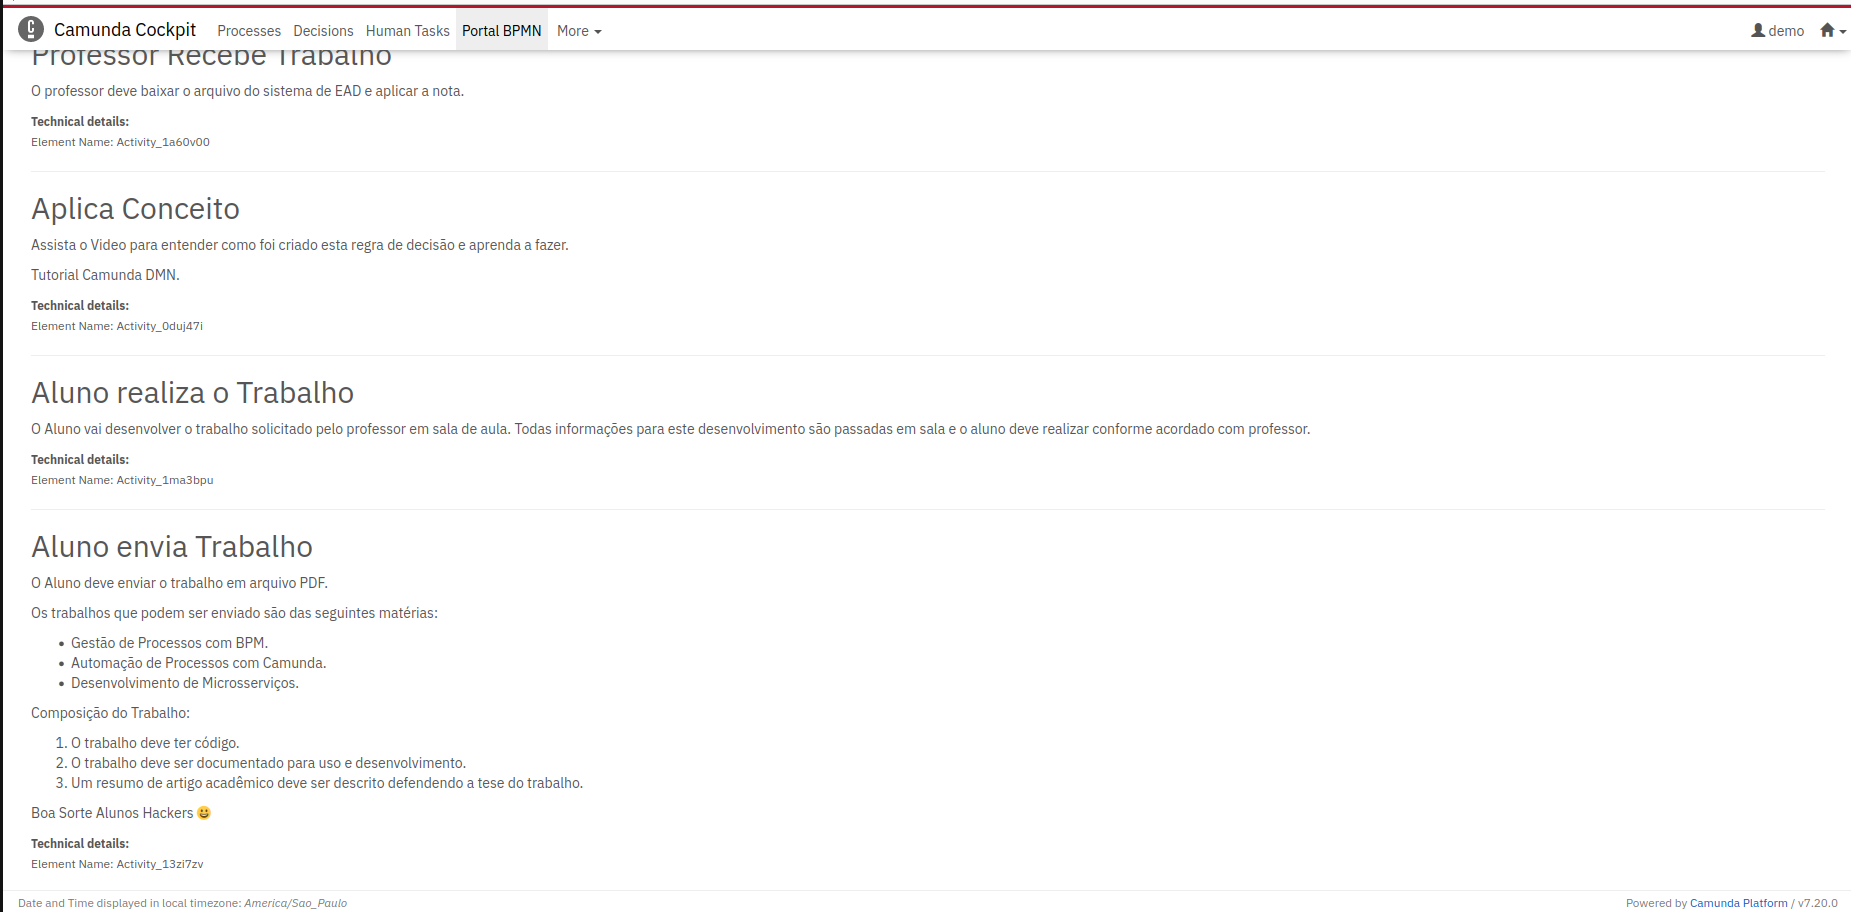 Camunda Cockpit Processes Decisions Human Tasks Portal BPMN More demo
Professor Recebe Trabalho
O professor deve baixar o arquivo do sistema de EAD e aplicar a nota.
Technical details:
Element Name: Activity_1a60v00
Aplica Conceito
Assista o Video para entender como foi criado esta regra de decisão e aprenda a fazer.
Tutorial Camunda DMN.
Technical details:
Element Name: Activity_0duj47i
Aluno realiza o Trabalho
O Aluno vai desenvolver o trabalho solicitado pelo professor em sala de aula. Todas informações para este desenvolvimento são passadas em sala e o aluno deve realizar conforme acordado com professor.
Technical details:
Element Name: Activity_1ma3bpu
Aluno envia Trabalho
O Aluno deve enviar o trabalho em arquivo PDF.
Os trabalhos que podem ser enviado são das seguintes matérias:
• Gestão de Processos com BPM.
• Automação de Processos com Camunda.
• Desenvolvimento de Microsserviços.
Composição do Trabalho:
1. O trabalho deve ter código.
2. O trabalho deve ser documentado para uso e desenvolvimento.
3. Um resumo de artigo acadêmico deve ser descrito defendendo a tese do trabalho.
Boa Sorte Alunos Hackers 😀
Technical details:
Element Name: Activity_13zi7zv
Date and Time displayed in local timezone: America/Sao_Paulo
Powered by Camunda Platform / v7.20.0